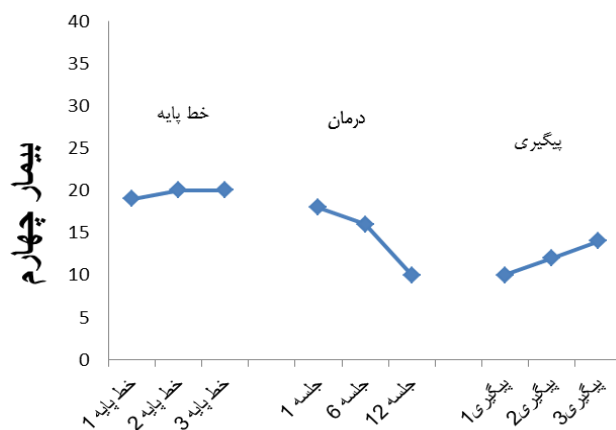 40
35
30
25
20
15
10
5
0
بیمار چهارم
خط پایه
درمان
پیگیری
خط پایه 1
خط پایه 2
خط پایه 3
جلسه 1
جلسه 6
جلسه 12
پیگیری1
پیگیری2
پیگیری3